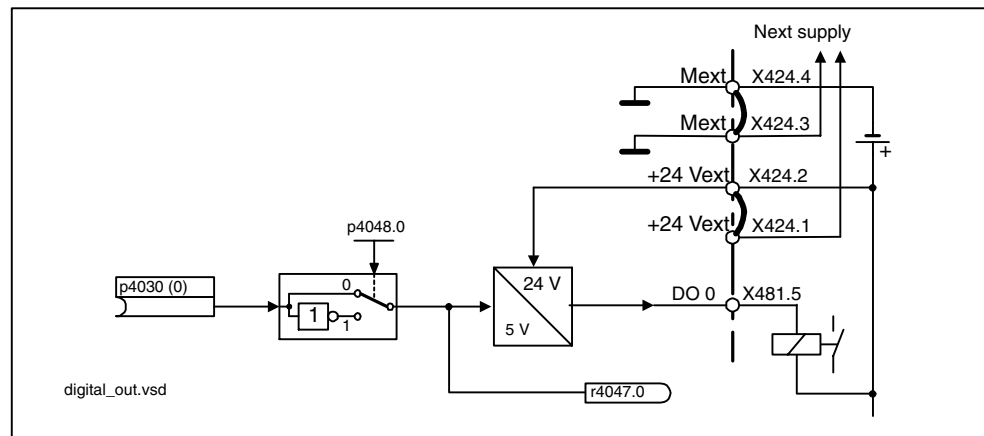 Next supply
Mext X424.4
Mext X424.3
+
+24 Vext X424.2
+24 Vext X424.1
p4048.0
p4030 (0)
0
1
1
24 V
5 V
DO 0 X481.5
r4047.0
digital_out.vsd